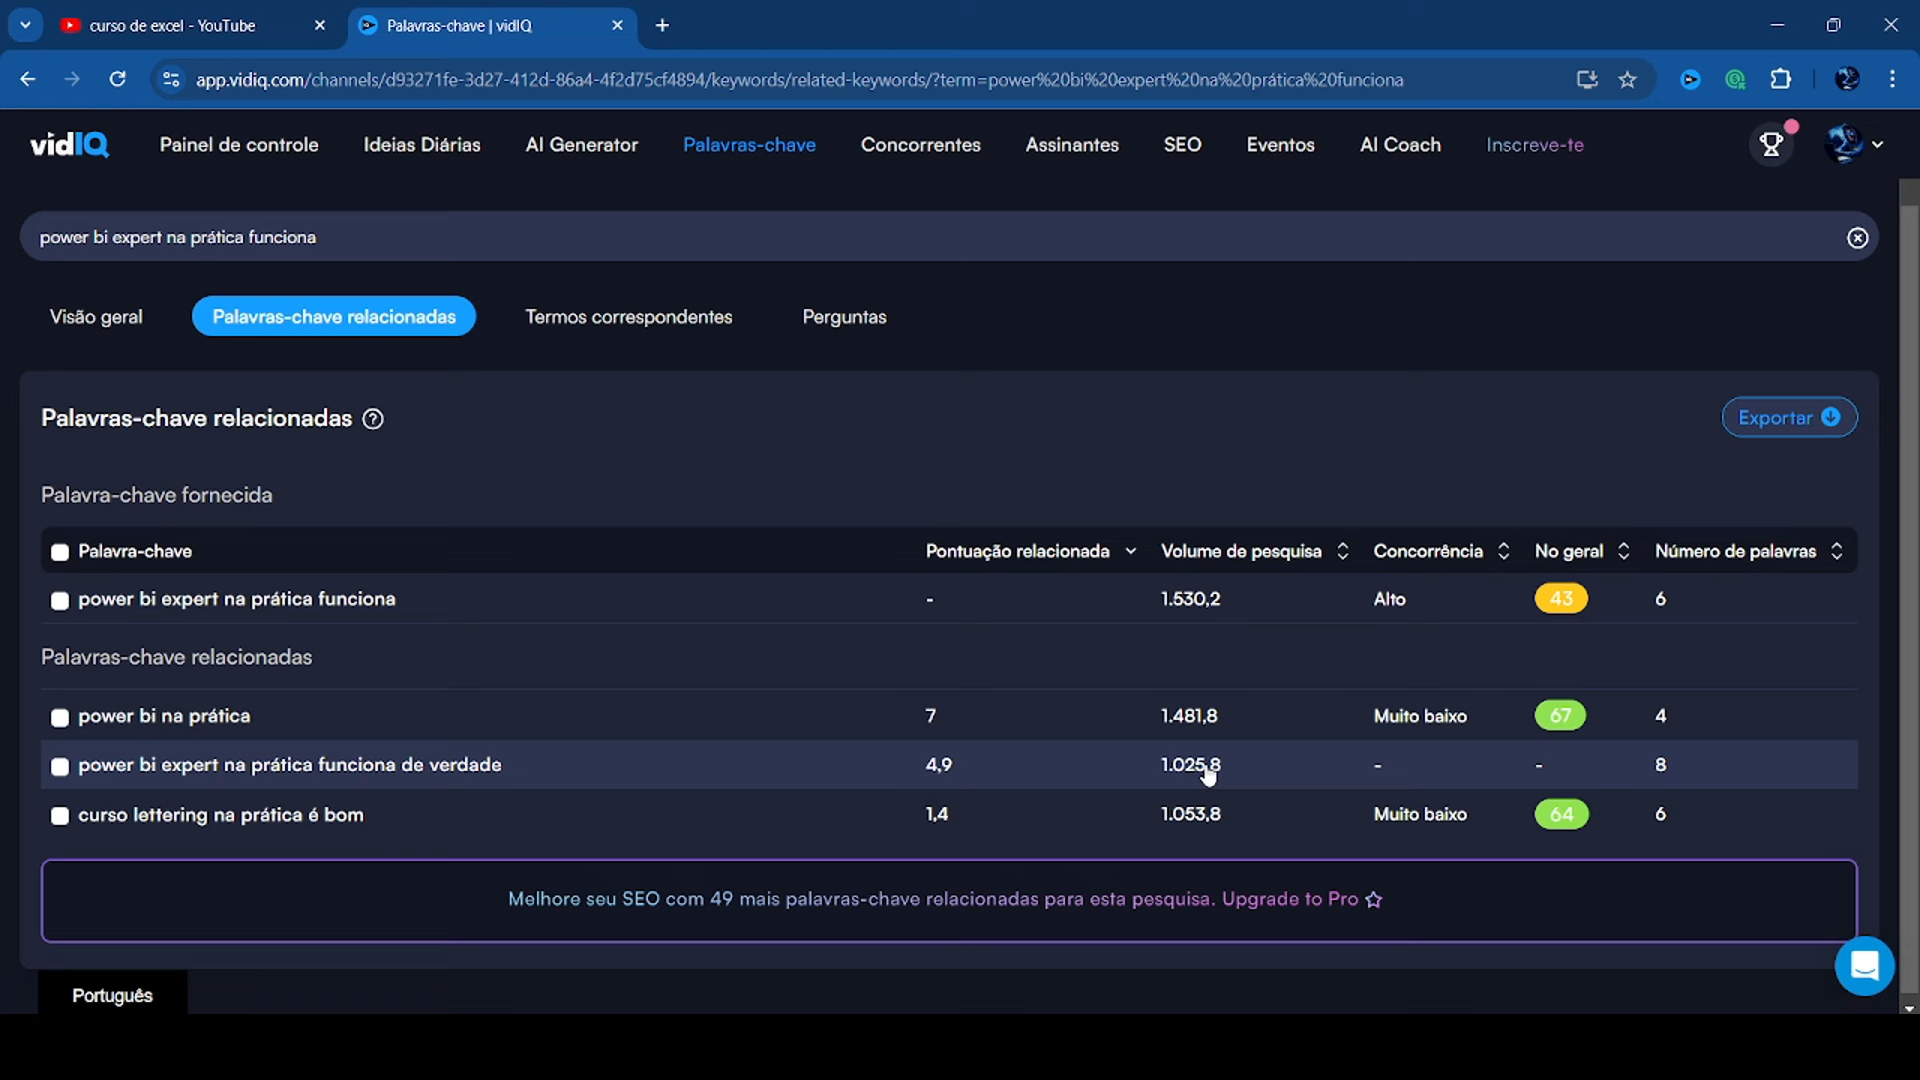 curso de excel - YouTube
Palavras-chave | vidIQ
app.vidiq.com/channels/d93271fe-3d27-412d-86a4-4f2d75cf4894/keywords/related-keywords/?term=power%20bi%20expert%20na%20prática%20funciona
vidIQ Painel de controle Ideias Diárias AI Generator Palavras-chave Concorrentes Assinantes SEO Eventos AI Coach Inscreve-te
power bi expert na prática funciona
Visão geral Palavras-chave relacionadas Termos correspondentes Perguntas
Palavras-chave relacionadas ?
Exportar
Palavra-chave fornecida
Palavra-chave Pontuação relacionada Volume de pesquisa Concorrência No geral Número de palavras
power bi expert na prática funciona - 1.530,2 Alto 43 6
Palavras-chave relacionadas
power bi na prática 7 1.481,8 Muito baixo 67 4
power bi expert na prática funciona de verdade 4,9 1.025,8 - - 8
curso lettering na prática é bom 1,4 1.053,8 Muito baixo 64 6
Melhore seu SEO com 49 mais palavras-chave relacionadas para esta pesquisa. Upgrade to Pro
Português